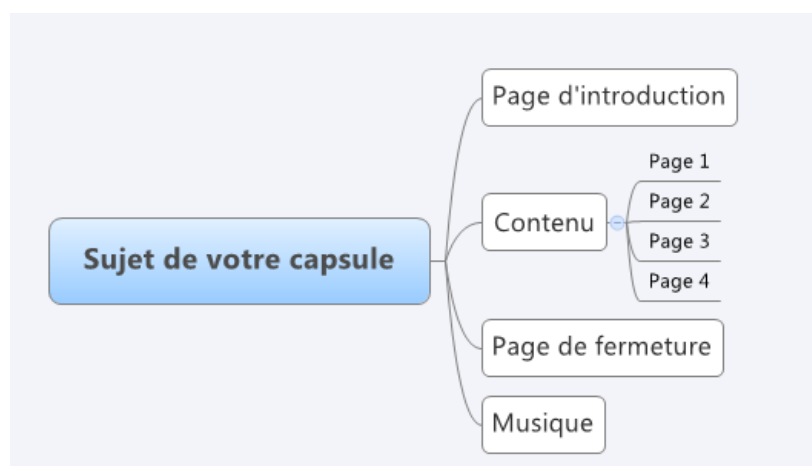 Sujet de votre capsule
Page d'introduction
Contenu
Page 1
Page 2
Page 3
Page 4
Page de fermeture
Musique